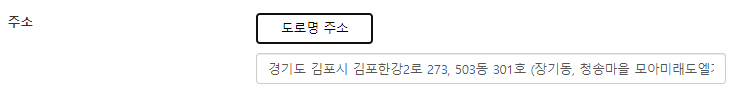 주소
도로명 주소
경기도 김포시 김포한강2로 273, 503동 301호 (장기동, 청송마을 모아미래도엘